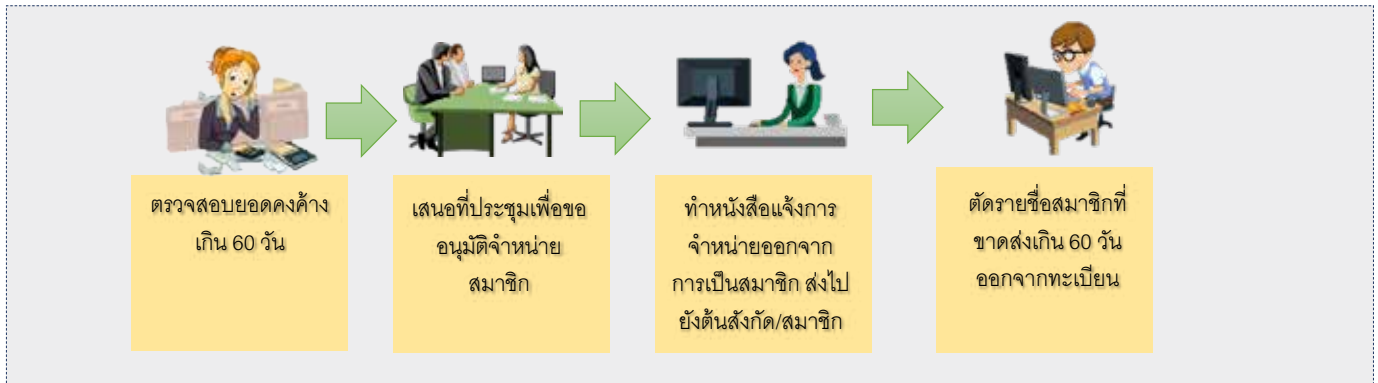 ตรวจสอบยอดคงค้าง
เกิน 60 วัน
เสนอที่ประชุมเพื่อขอ
อนุมัติจำหน่าย
สมาชิก
ทำหนังสือแจ้งการ
จำหน่ายออกจาก
การเป็นสมาชิก ส่งไป
ยังต้นสังกัด/สมาชิก
ตัดรายชื่อสมาชิกที่
ขาดส่งเกิน 60 วัน
ออกจากทะเบียน